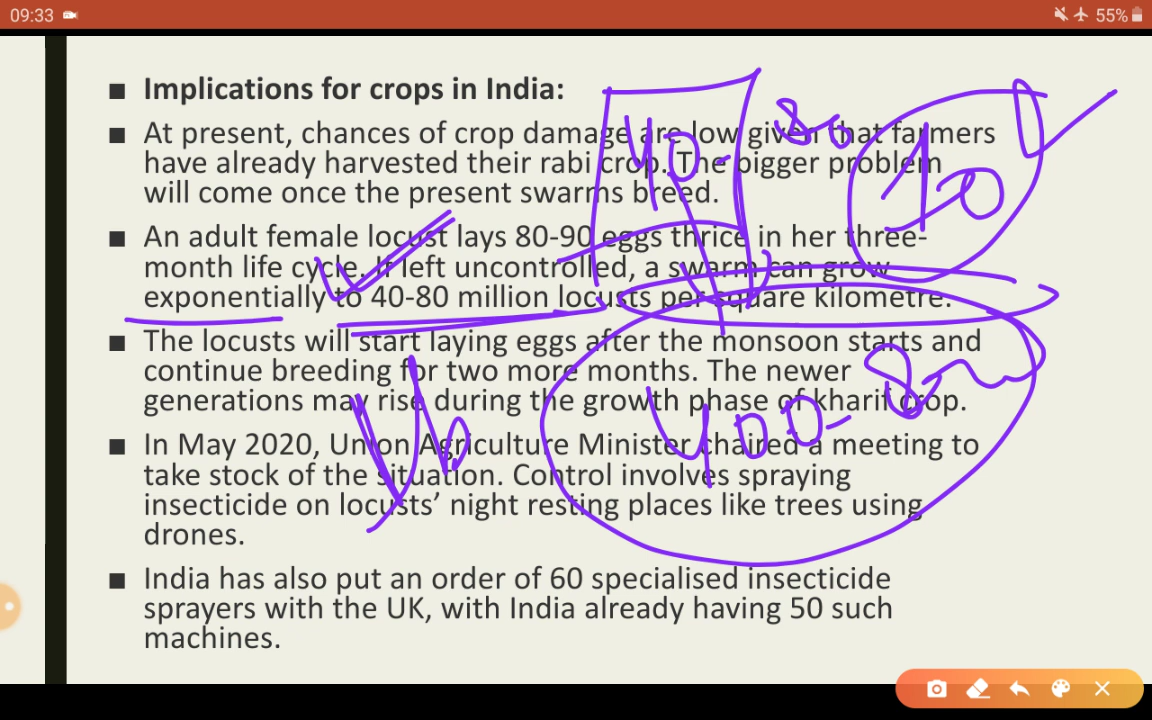 09:33
55%
■ Implications for crops in India:
■ At present, chances of crop damage are low given that farmers
have already harvested their rabi crop. The bigger problem
will come once the present swarms breed.
■ An adult female locust lays 80-90 eggs thrice in her three-
month life cycle. If left uncontrolled, a swarm can grow
exponentially to 40-80 million locusts per square kilometre.
■ The locusts will start laying eggs after the monsoon starts and
continue breeding for two more months. The newer
generations may rise during the growth phase of kharif crop.
■ In May 2020, Union Agriculture Minister chaired a meeting to
take stock of the situation. Control involves spraying
insecticide on locusts’ night resting places like trees using
drones.
■ India has also put an order of 60 specialised insecticide
sprayers with the UK, with India already having 50 such
machines.
40-80
10
400-